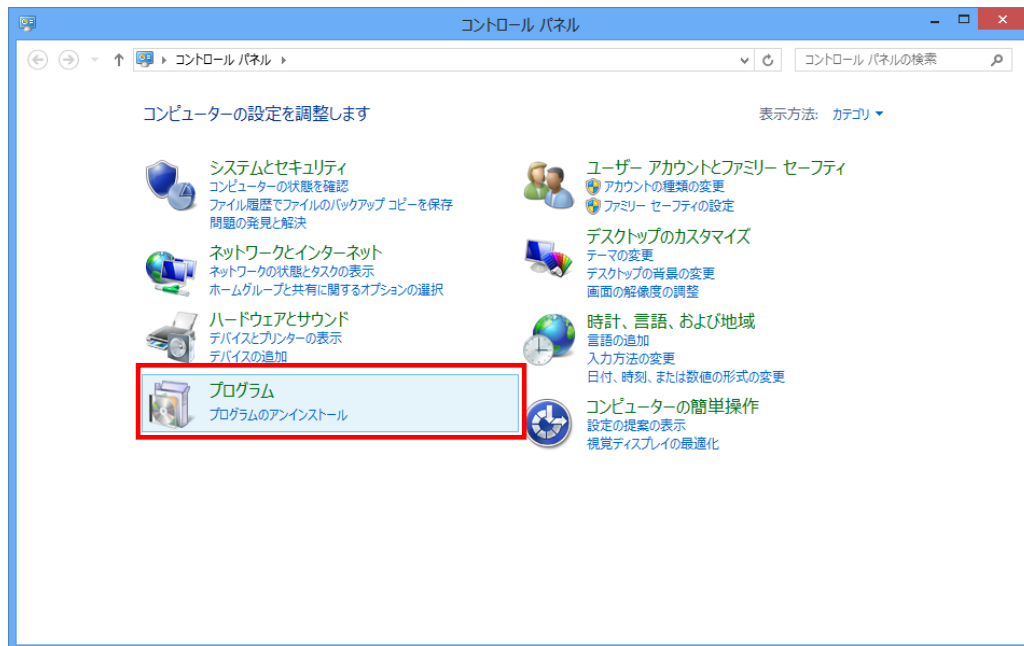 コントロール パネル
コントロール パネル
コントロール パネルの検索
コンピューターの設定を調整します
表示方法: カテゴリ
システムとセキュリティ
コンピューターの状態を確認
ファイル履歴でファイルのバックアップ コピーを保存
問題の発見と解決
ネットワークとインターネット
ネットワークの状態とタスクの表示
ホームグループと共有に関するオプションの選択
ハードウェアとサウンド
デバイスとプリンターの表示
デバイスの追加
プログラム
プログラムのアンインストール
ユーザー アカウントとファミリー セーフティ
アカウントの種類の変更
ファミリー セーフティの設定
デスクトップのカスタマイズ
テーマの変更
デスクトップの背景の変更
画面の解像度の調整
時計、言語、および地域
言語の追加
入力方法の変更
日付、時刻、または数値の形式の変更
コンピューターの簡単操作
設定の提案の表示
視覚ディスプレイの最適化